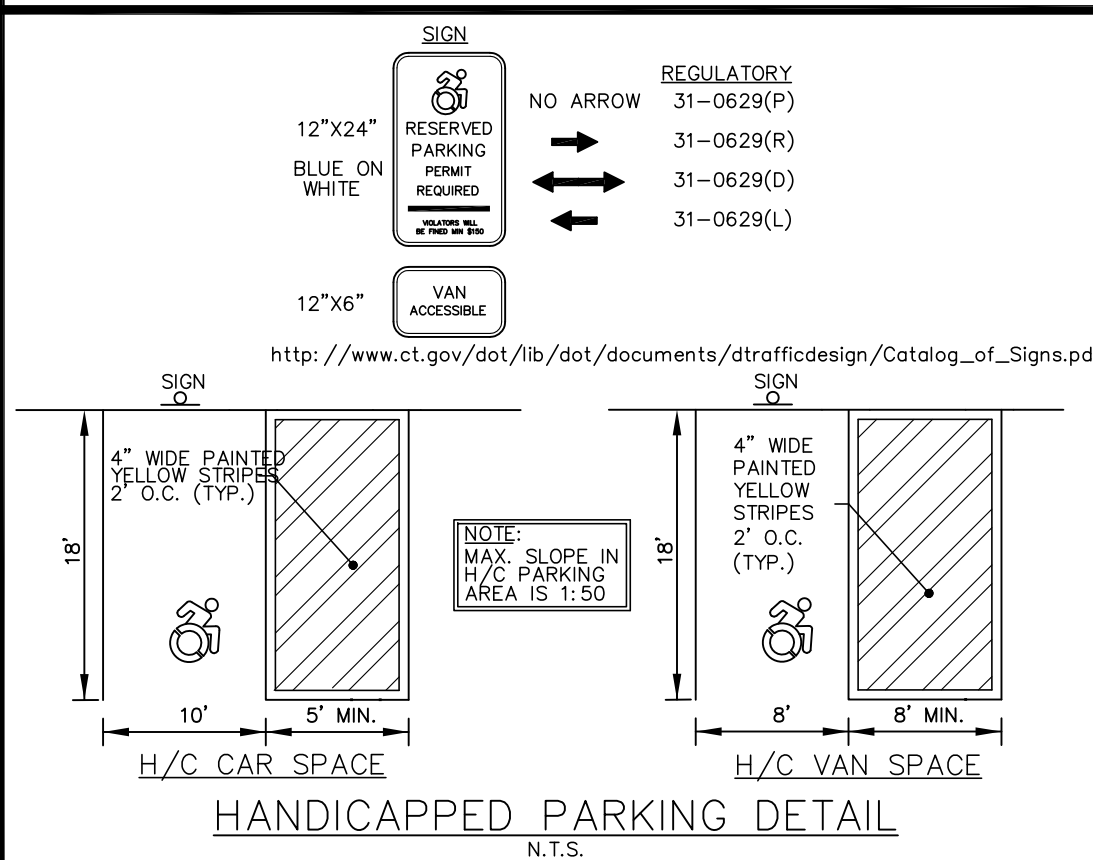 SIGN
REGULATORY
12"X24"
BLUE ON
WHITE
RESERVED
PARKING
PERMIT
REQUIRED
VIOLATORS WILL
BE FINED MIN $150
NO ARROW 31-0629(P)
31-0629(R)
31-0629(D)
31-0629(L)
12"X6"
VAN
ACCESSIBLE
http: //www.ct.gov/dot/lib/dot/documents/dtrafficdesign/Catalog_of_Signs.pd
SIGN
4" WIDE PAINTED
YELLOW STRIPES
2' O.C. (TYP.)
18'
10'
5' MIN.
H/C CAR SPACE
NOTE:
MAX. SLOPE IN
H/C PARKING
AREA IS 1:50
SIGN
4" WIDE
PAINTED
YELLOW
STRIPES
2' O.C.
(TYP.)
18'
8'
8' MIN.
H/C VAN SPACE
HANDICAPPED PARKING DETAIL
N.T.S.